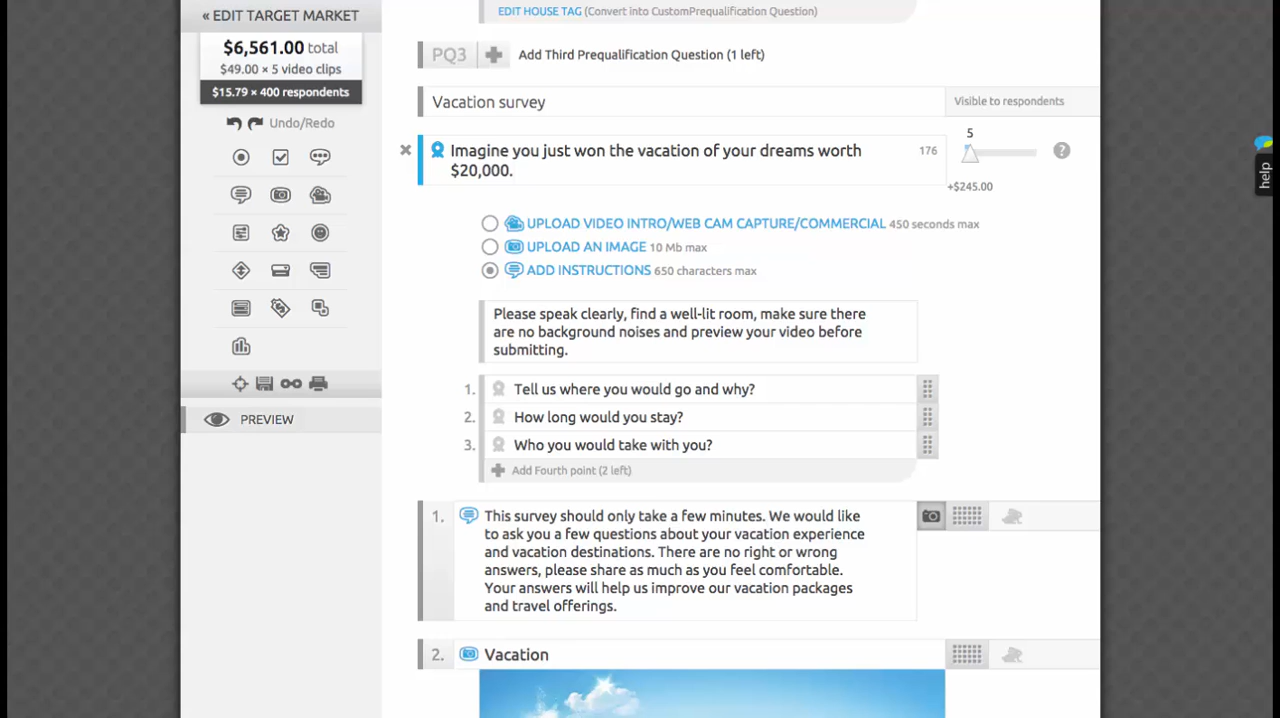 « EDIT TARGET MARKET
$6,561.00 total
$49.00 × 5 video clips
$15.79 × 400 respondents
Undo/Redo
PREVIEW
EDIT HOUSE TAG (Convert into CustomPrequalification Question)
PQ3 Add Third Prequalification Question (1 left)
Vacation survey
Visible to respondents
Imagine you just won the vacation of your dreams worth
$20,000.
176
5
?
+$245.00
UPLOAD VIDEO INTRO/WEB CAM CAPTURE/COMMERCIAL 450 seconds max
UPLOAD AN IMAGE 10 Mb max
ADD INSTRUCTIONS 650 characters max
Please speak clearly, find a well-lit room, make sure there
are no background noises and preview your video before
submitting.
1. Tell us where you would go and why?
2. How long would you stay?
3. Who you would take with you?
Add Fourth point (2 left)
1. This survey should only take a few minutes. We would like
to ask you a few questions about your vacation experience
and vacation destinations. There are no right or wrong
answers, please share as much as you feel comfortable.
Your answers will help us improve our vacation packages
and travel offerings.
2. Vacation
help